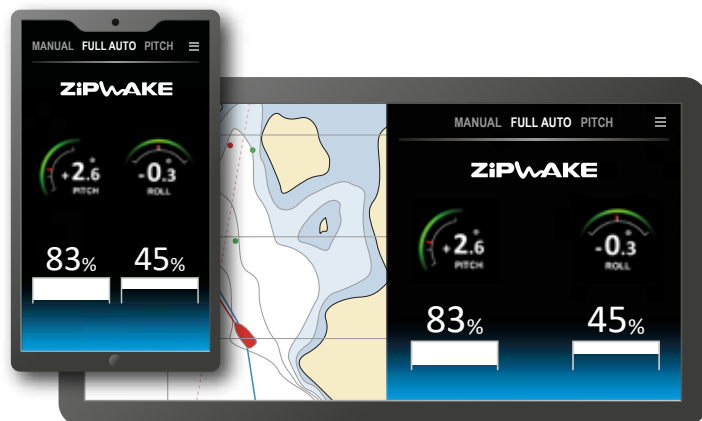 MANUAL FULL AUTO PITCH
ZiPWAKE
+2.6°
PITCH
-0.3°
ROLL
83%
45%
MANUAL FULL AUTO PITCH
ZiPWAKE
+2.6°
PITCH
-0.3°
ROLL
83%
45%